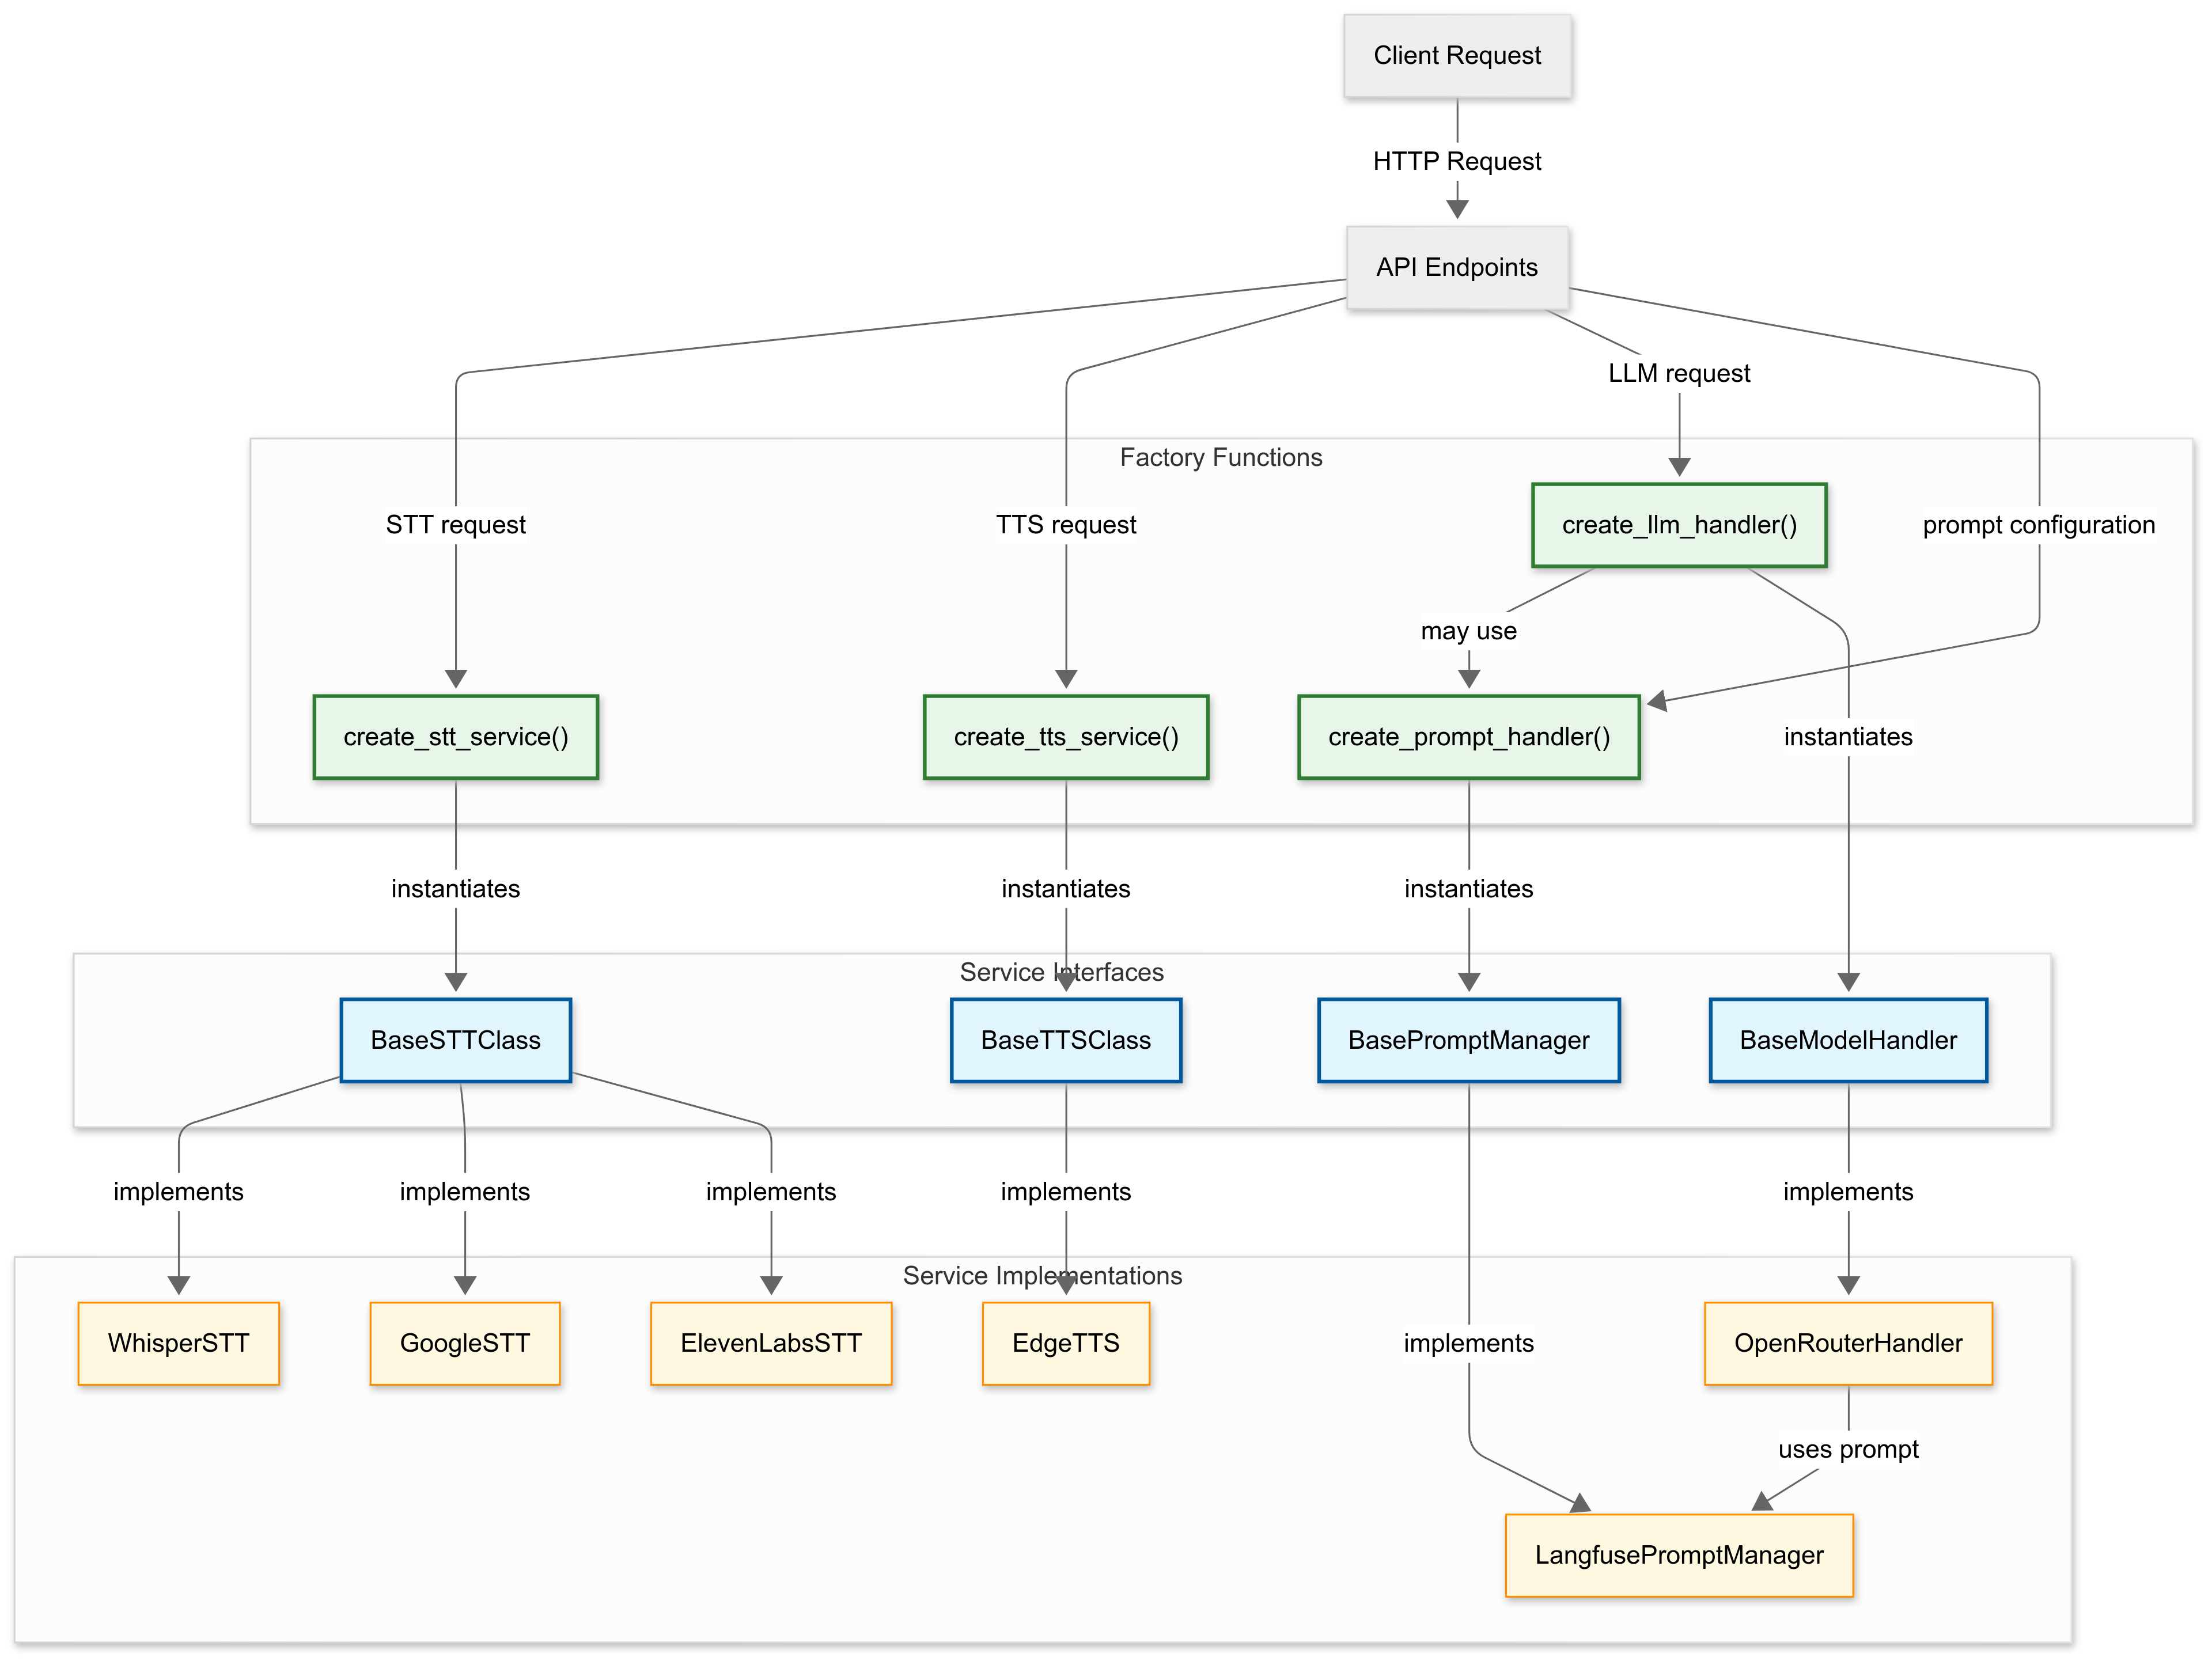 Client Request
HTTP Request
API Endpoints
LLM request
Factory Functions
STT request
TTS request
create_llm_handler()
prompt configuration
may use
create_stt_service()
create_tts_service()
create_prompt_handler()
instantiates
instantiates
instantiates
instantiates
Service Interfaces
BaseSTTClass
BaseTTSClass
BasePromptManager
BaseModelHandler
implements
implements
implements
implements
implements
Service Implementations
WhisperSTT
GoogleSTT
ElevenLabsSTT
EdgeTTS
implements
OpenRouterHandler
uses prompt
LangfusePromptManager